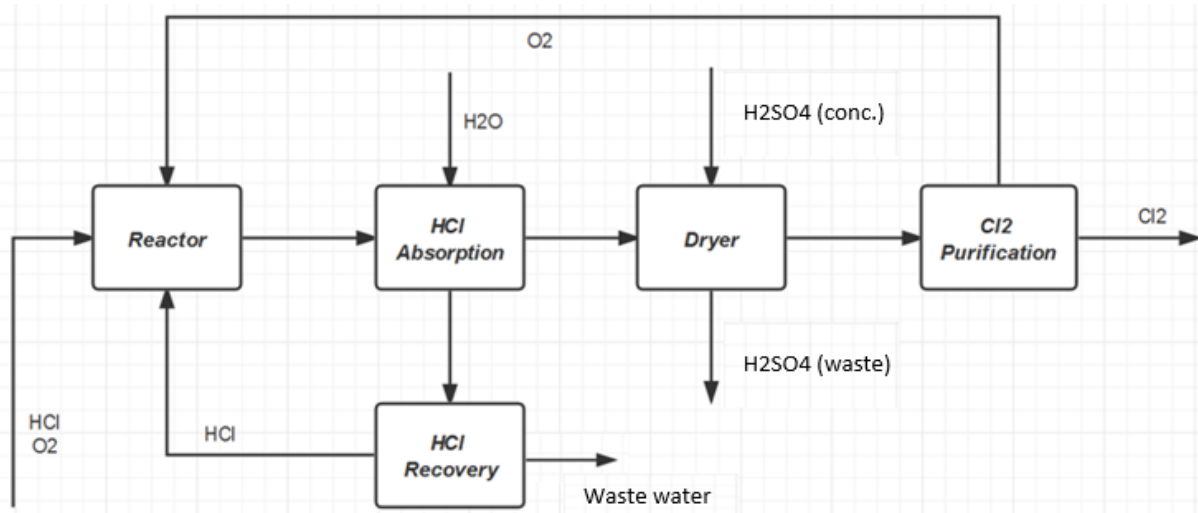 O2
H2O
H2SO4 (conc.)
Reactor
HCl
Absorption
Dryer
Cl2
Purification
Cl2
H2SO4 (waste)
HCl
O2
HCl
HCl
Recovery
Waste water